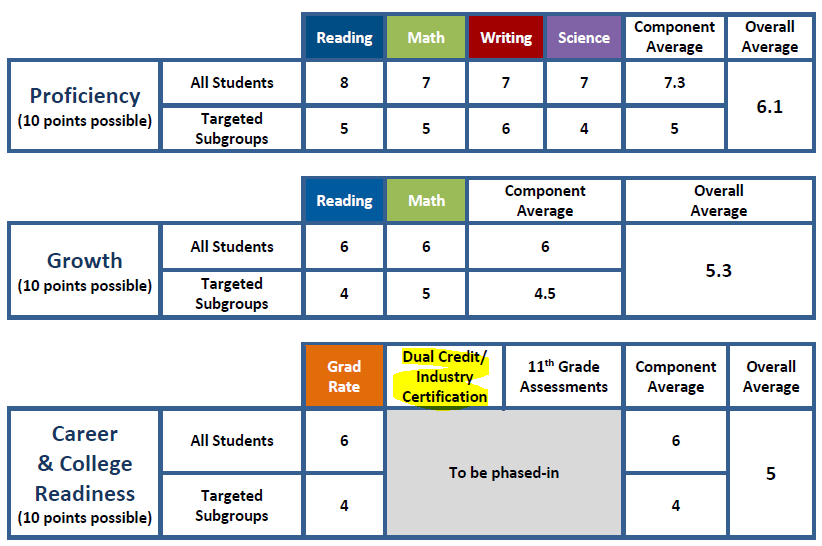 Reading Math Writing Science Component Average Overall Average
Proficiency
(10 points possible)
All Students 8 7 7 7 7.3
Targeted Subgroups 5 5 6 4 5
6.1
Reading Math Component Average Overall Average
Growth
(10 points possible)
All Students 6 6 6
Targeted Subgroups 4 5 4.5
5.3
Grad Rate Dual Credit/ Industry Certification 11th Grade Assessments Component Average Overall Average
Career
& College
Readiness
(10 points possible)
All Students 6 6
To be phased-in
Targeted Subgroups 4 4
5